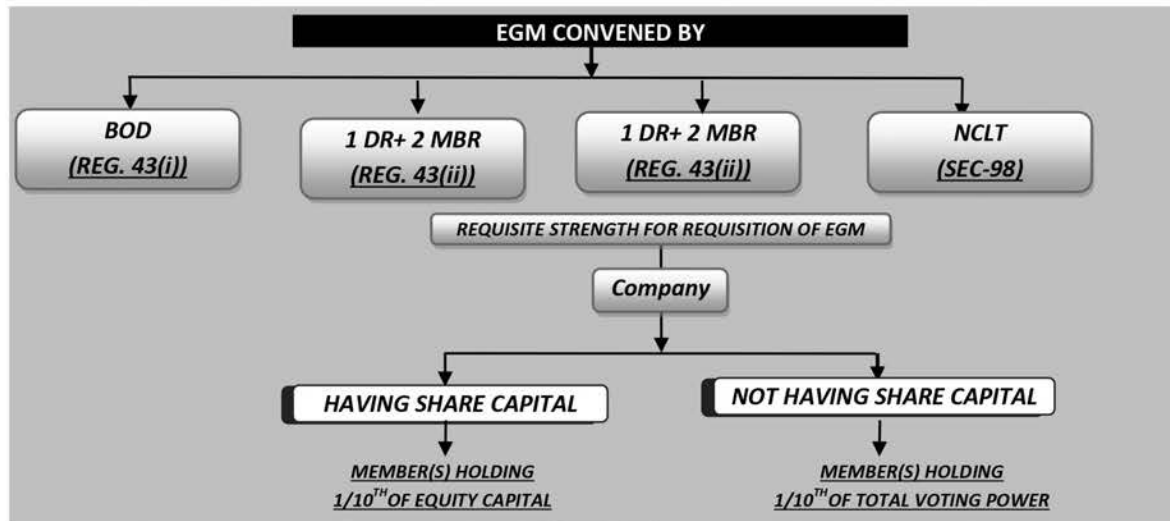 EGM CONVENED BY
BOD
(REG. 43(i))
1 DR+ 2 MBR
(REG. 43(ii))
1 DR+ 2 MBR
(REG. 43(ii))
NCLT
(SEC-98)
REQUISITE STRENGTH FOR REQUISITION OF EGM
Company
HAVING SHARE CAPITAL
NOT HAVING SHARE CAPITAL
MEMBER(S) HOLDING
1/10TH OF EQUITY CAPITAL
MEMBER(S) HOLDING
1/10TH OF TOTAL VOTING POWER